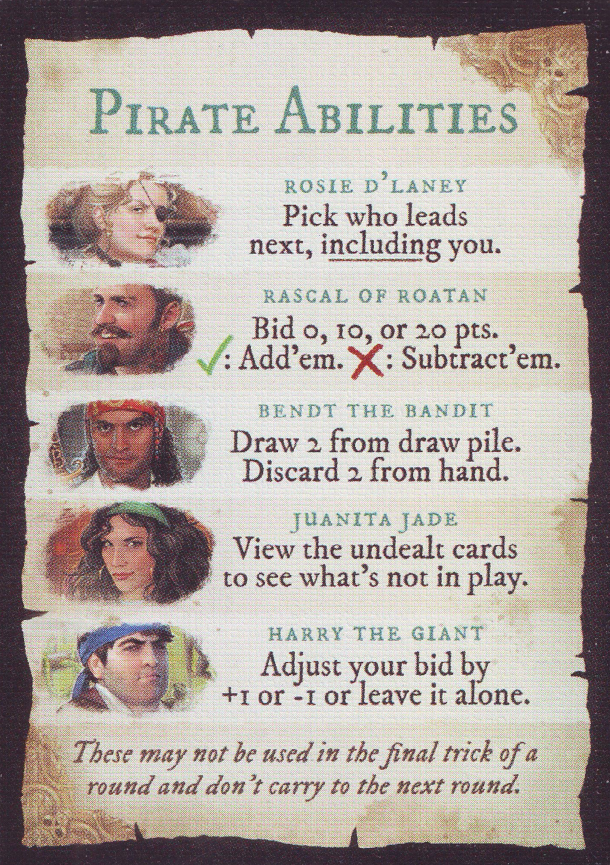 PIRATE ABILITIES
ROSIE D'LANEY
Pick who leads
next, including you.
RASCAL OF ROATAN
Bid 0, 10, or 20 pts.
✓: Add'em. ✗: Subtract'em.
BENDT THE BANDIT
Draw 2 from draw pile.
Discard 2 from hand.
JUANITA JADE
View the undealt cards
to see what's not in play.
HARRY THE GIANT
Adjust your bid by
+1 or -1 or leave it alone.
These may not be used in the final trick of a
round and don't carry to the next round.